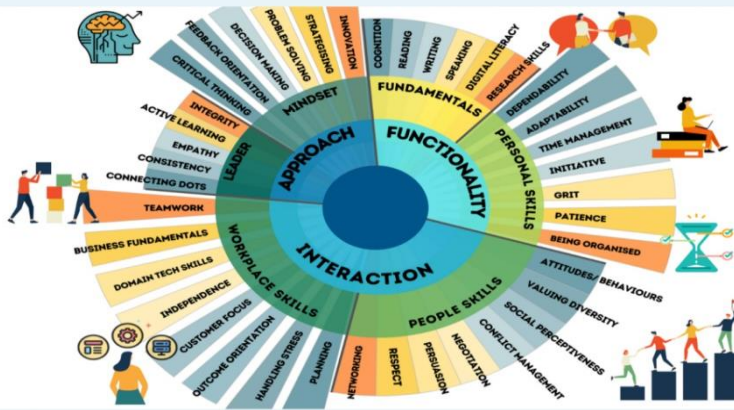 APPROACH
FUNCTIONALITY
INTERACTION
MINDSET
FUNDAMENTALS
PERSONAL SKILLS
PEOPLE SKILLS
WORKPLACE SKILLS
LEADER
CRITICAL THINKING
FEEDBACK ORIENTATION
DECISION MAKING
PROBLEM SOLVING
STRATEGISING
INNOVATION
COGNITION
READING
WRITING
SPEAKING
DIGITAL LITERACY
RESEARCH SKILLS
DEPENDABILITY
ADAPTABILITY
TIME MANAGEMENT
INITIATIVE
GRIT
PATIENCE
BEING ORGANISED
ATTITUDES/ BEHAVIOURS
VALUING DIVERSITY
SOCIAL PERCEPTIVENESS
CONFLICT MANAGEMENT
NEGOTIATION
PERSUASION
RESPECT
NETWORKING
PLANNING
HANDLING STRESS
OUTCOME ORIENTATION
CUSTOMER FOCUS
INDEPENDENCE
DOMAIN TECH SKILLS
BUSINESS FUNDAMENTALS
TEAMWORK
CONNECTING DOTS
CONSISTENCY
EMPATHY
ACTIVE LEARNING
INTEGRITY